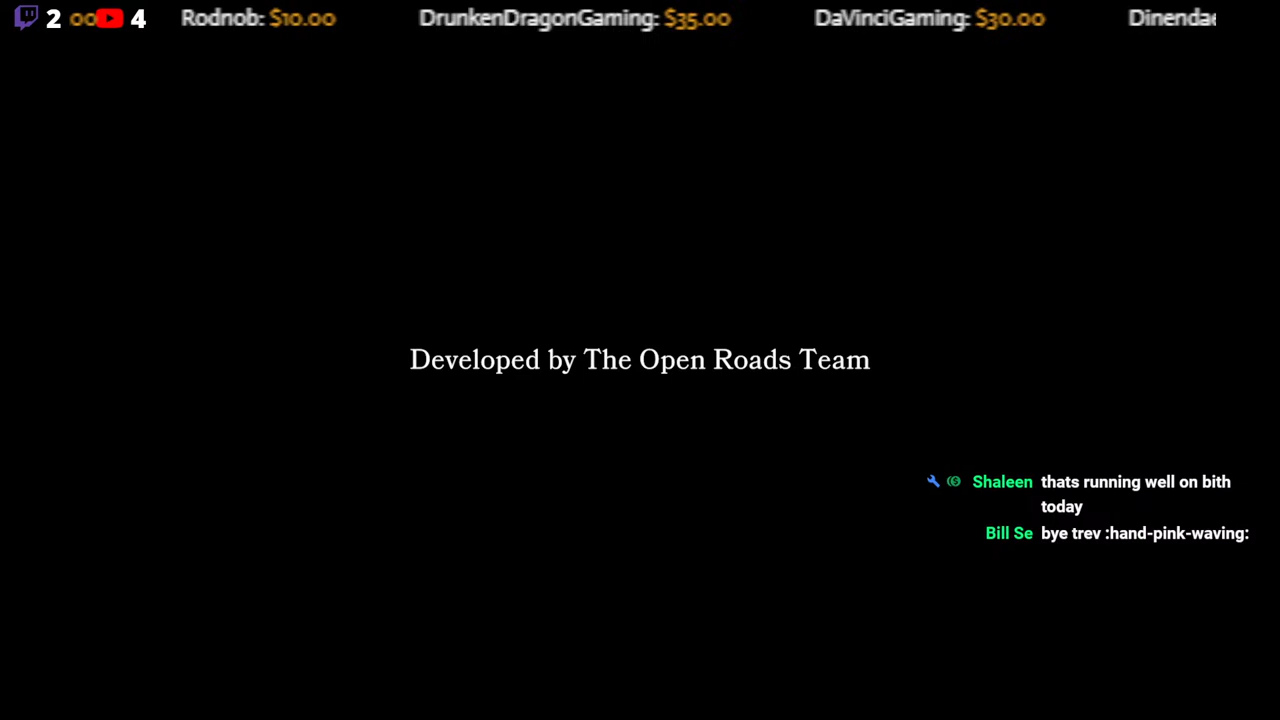 2 00 4 Rodnob: $10.00 DrunkenDragonGaming: $35.00 DaVinciGaming: $30.00
Developed by The Open Roads Team
Shaleen thats running well on bith
today
Bill Se bye trev :hand-pink-waving: